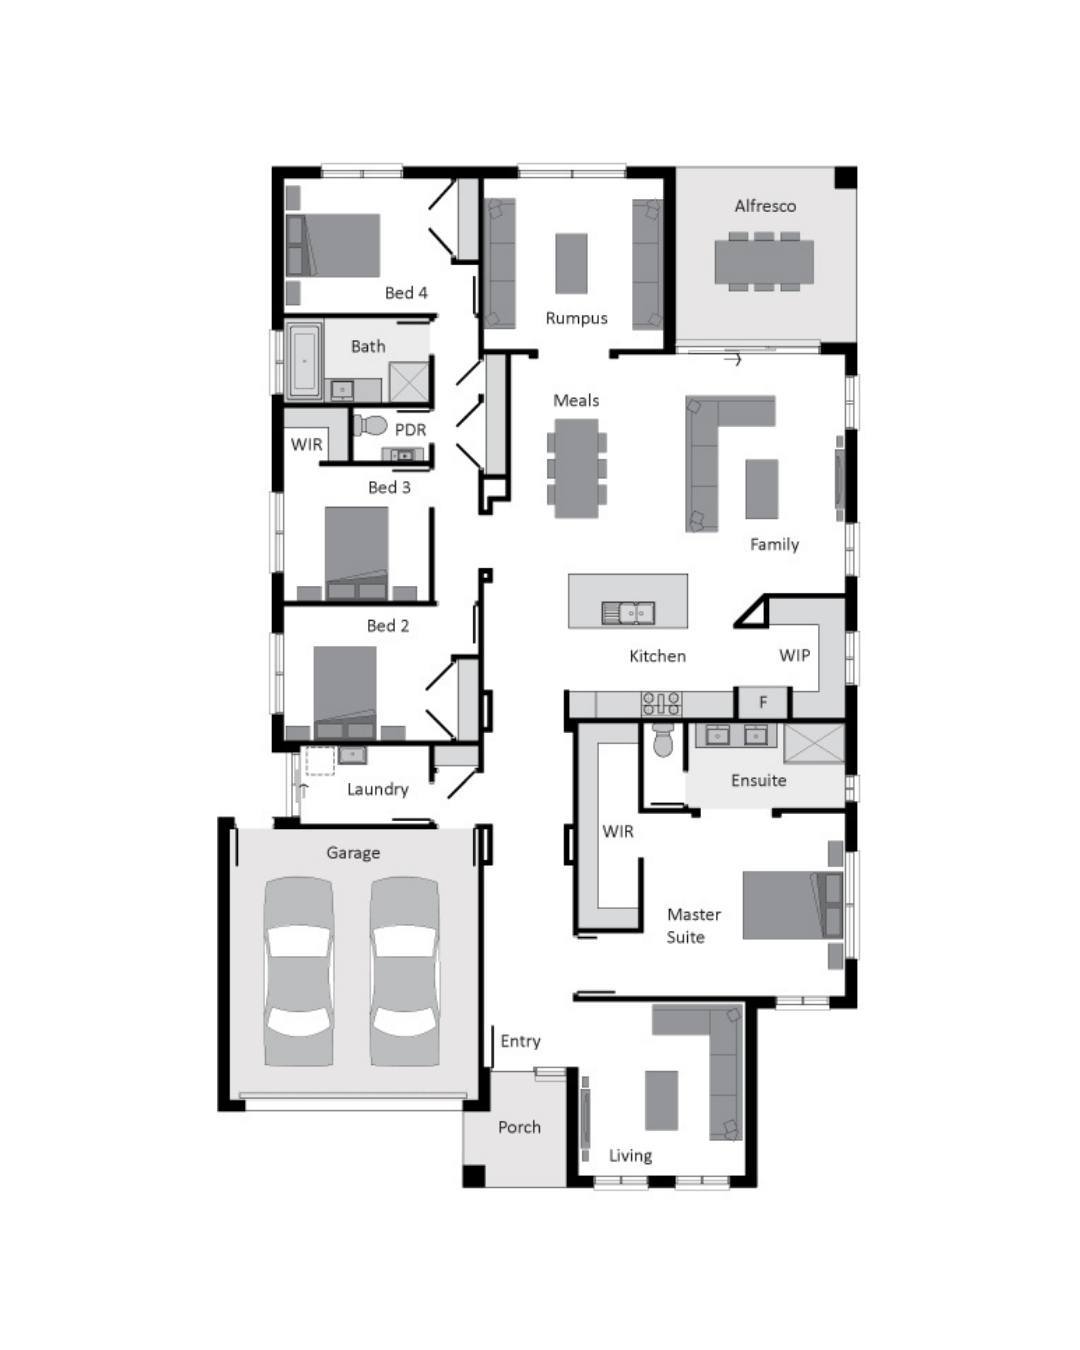 Alfresco
Bed 4
Rumpus
Bath
Meals
PDR
WIR
Bed 3
Family
Bed 2
Kitchen
WIP
F
Ensuite
Laundry
WIR
Garage
Master
Suite
Entry
Porch
Living